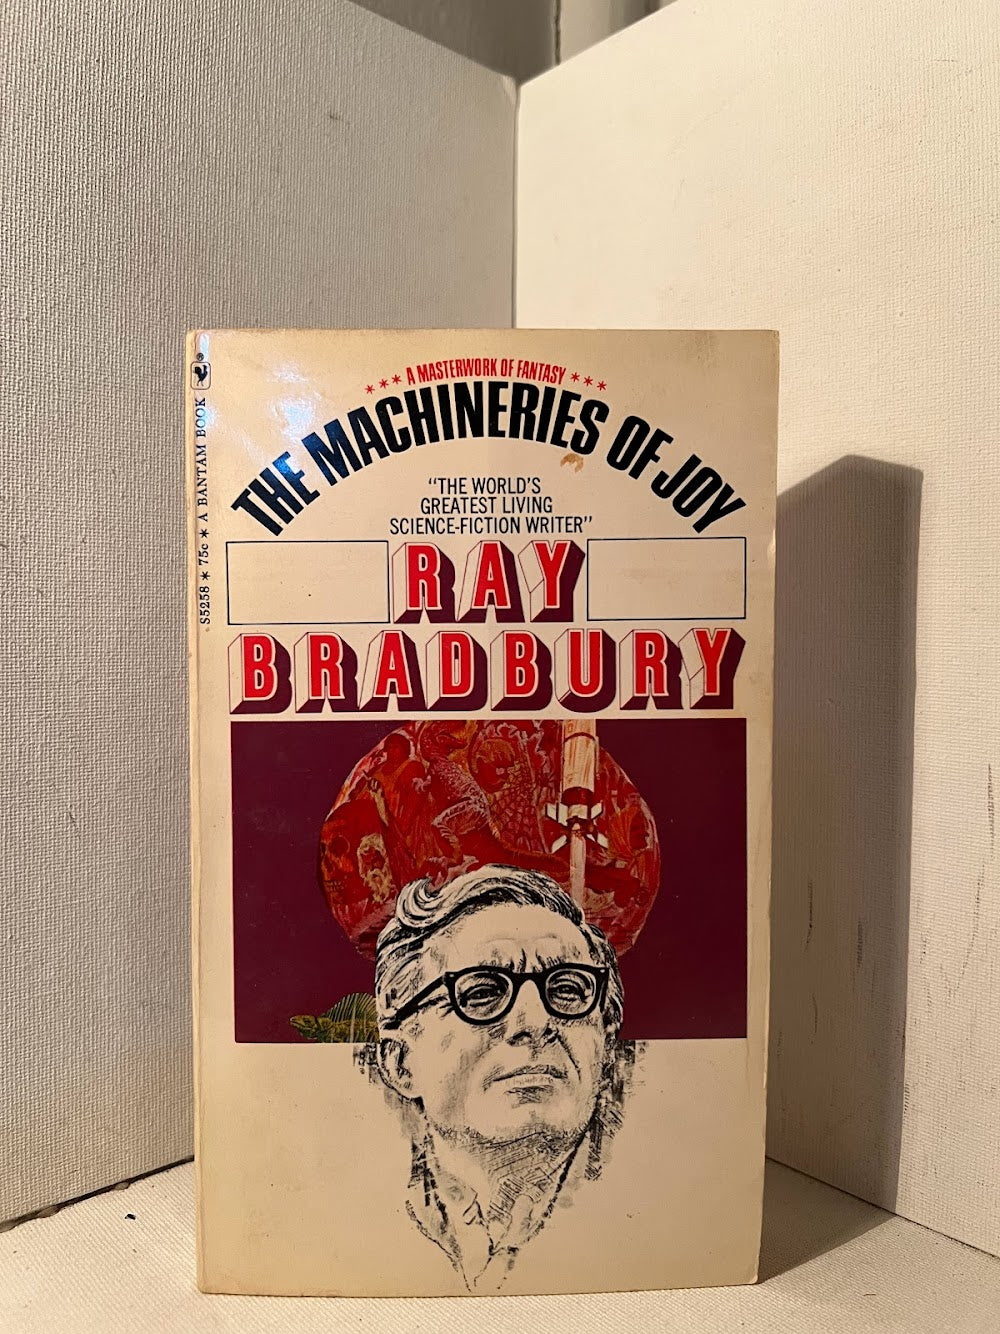 *** A MASTERWORK OF FANTASY ***
THE MACHINERIES OF JOY
"THE WORLD'S
GREATEST LIVING
SCIENCE-FICTION WRITER"
RAY
BRADBURY
S5258 * 75c * A BANTAM BOOK ®